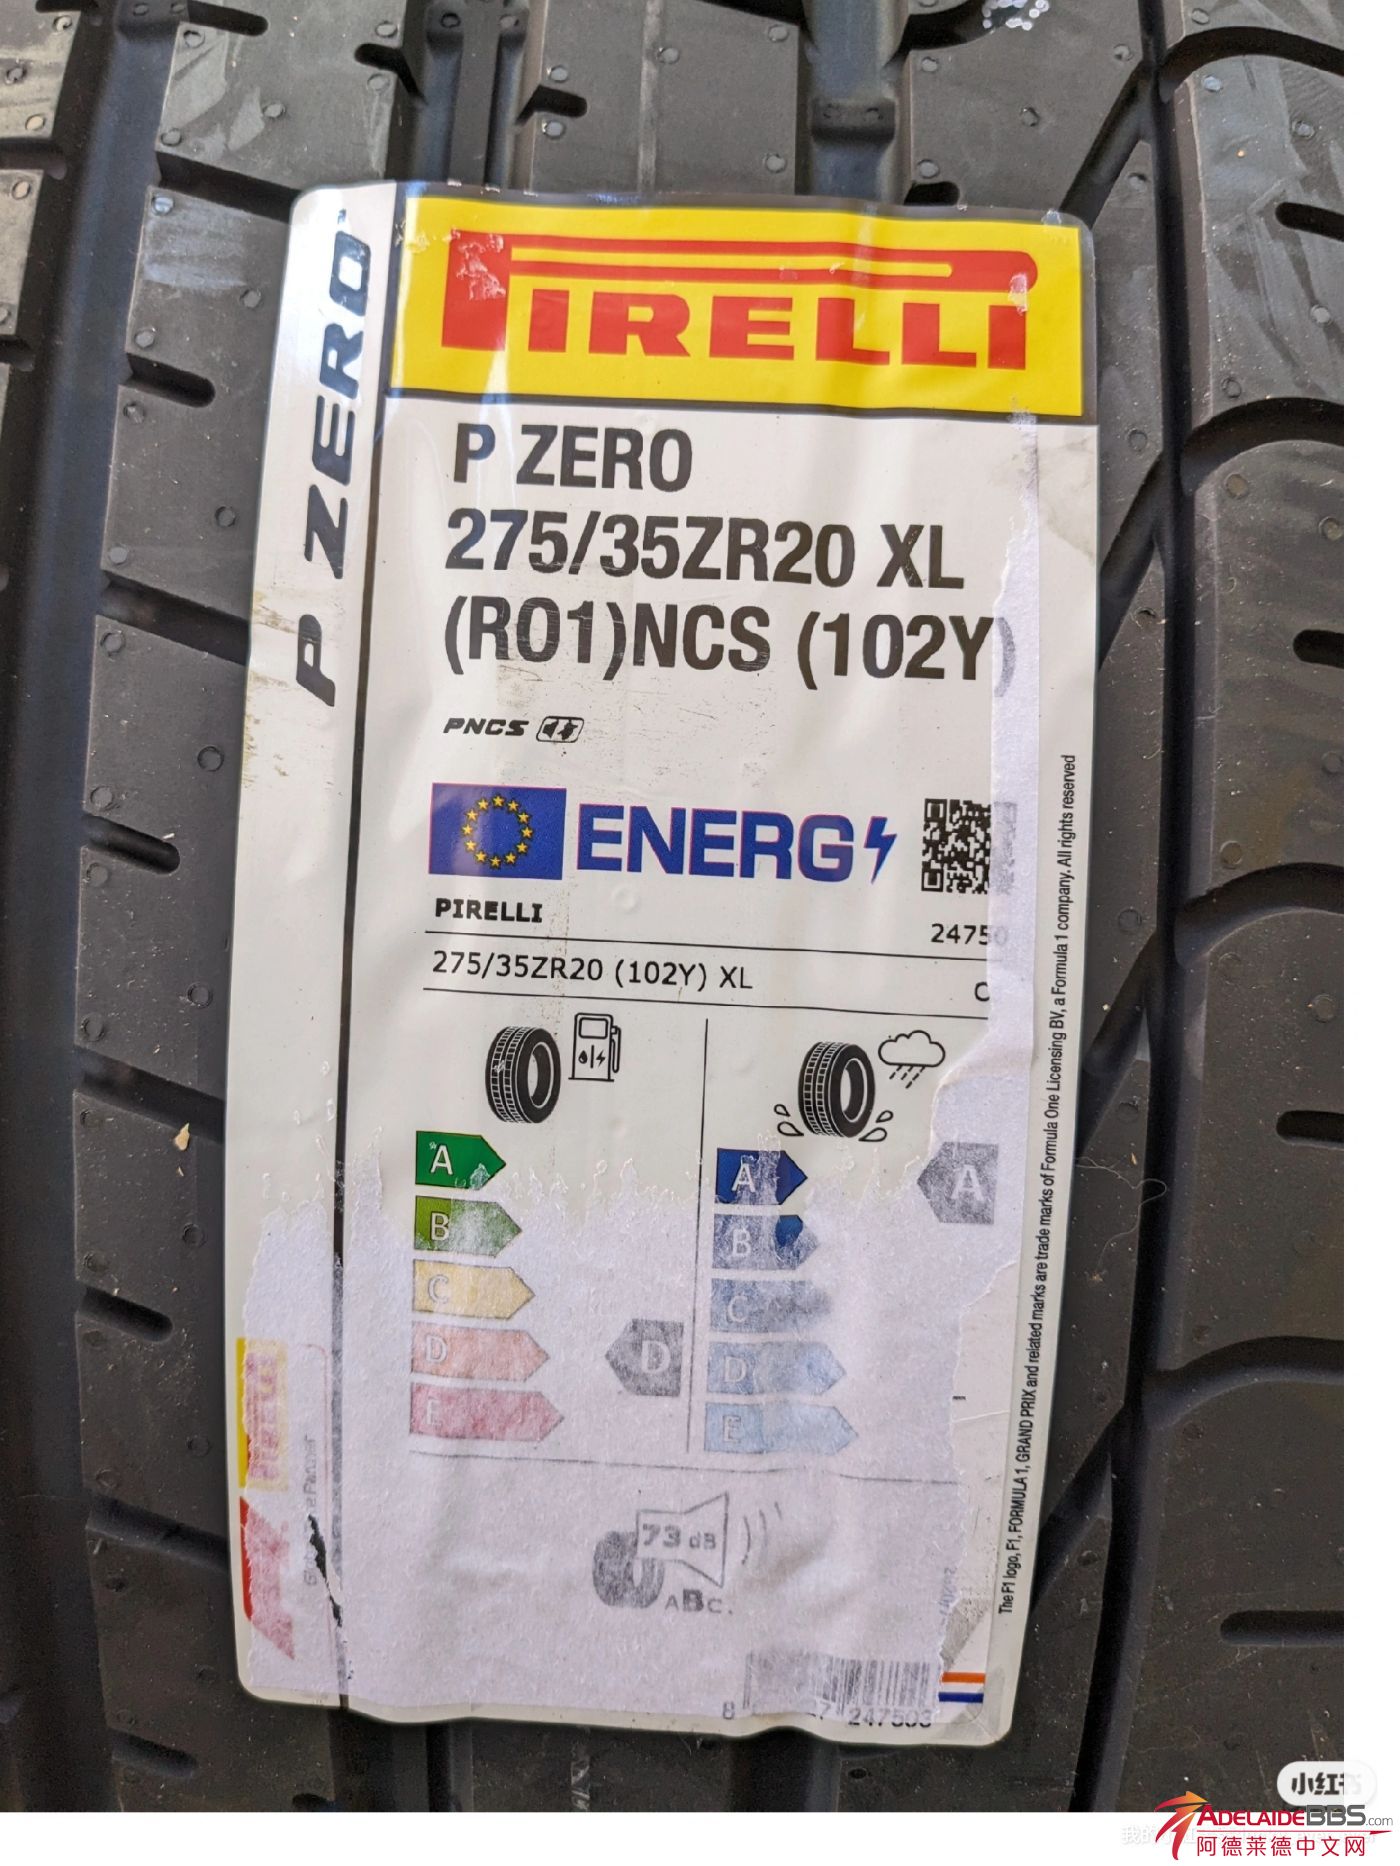 P ZERO
PIRELLI
P ZERO
275/35ZR20 XL
(RO1)NCS (102Y)
PNCS
ENERG
PIRELLI
24750
275/35ZR20 (102Y) XL
C
A
A
A
B
B
C
C
D
D
D
E
E
73 dB
ABC
247503
The F1 logo, F1, FORMULA 1, GRAND PRIX and related marks are trade marks of Formula One Licensing BV, a Formula 1 company. All rights reserved
小红书
ADELAIDEBBS.com
阿德莱德中文网